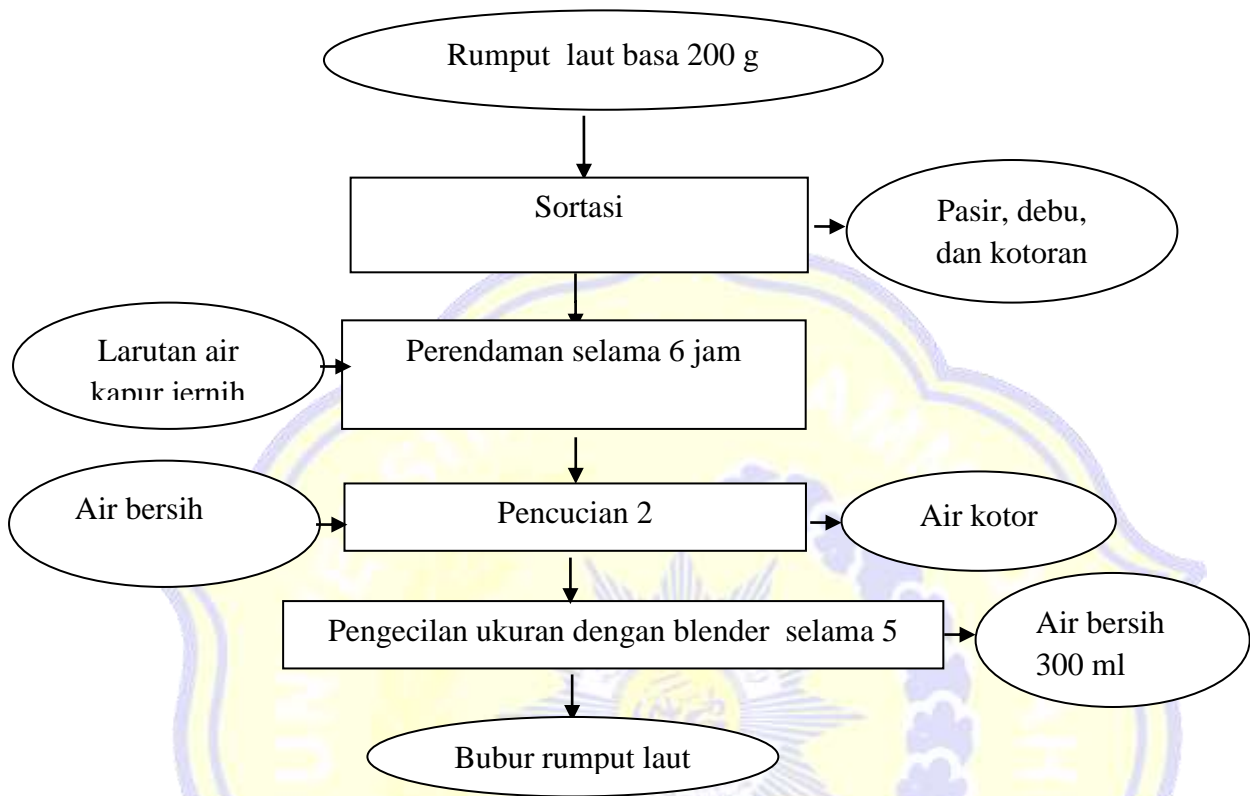 Rumput laut basa 200 g
Sortasi
Pasir, debu,
dan kotoran
Larutan air
kapur jernih
Perendaman selama 6 jam
Air bersih
Pencucian 2
Air kotor
Pengecilan ukuran dengan blender selama 5
Air bersih
300 ml
Bubur rumput laut